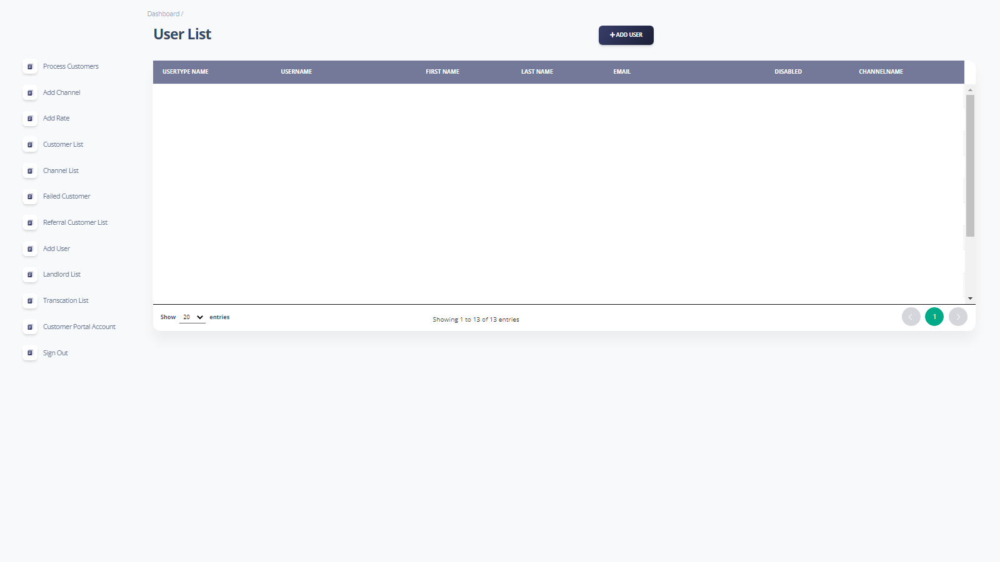 Dashboard /
User List
ADD USER
Process Customers
Add Channel
Add Rate
Customer List
Channel List
Failed Customer
Referral Customer List
Add User
Landlord List
Transcation List
Customer Portal Account
Sign Out
USERTYPE NAME USERNAME FIRST NAME LAST NAME EMAIL DISABLED CHANNELNAME
Show 20 entries
Showing 1 to 13 of 13 entries
1